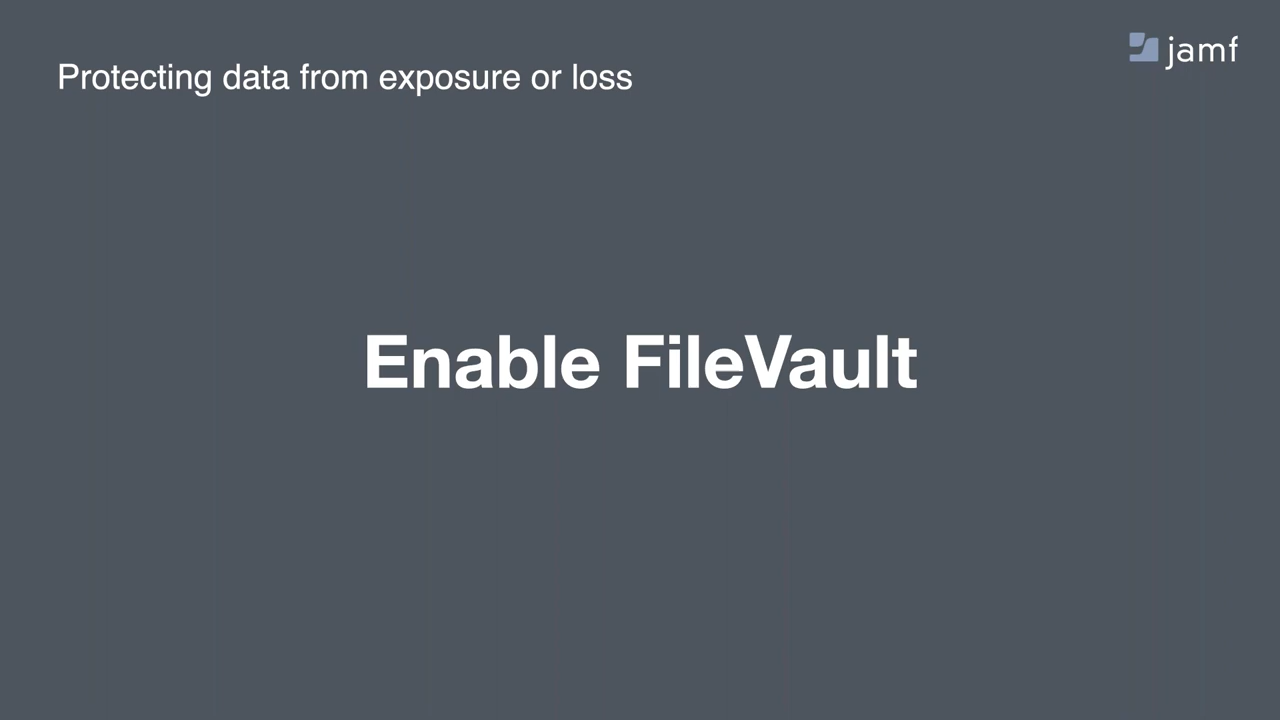 jamf
Protecting data from exposure or loss
Enable FileVault